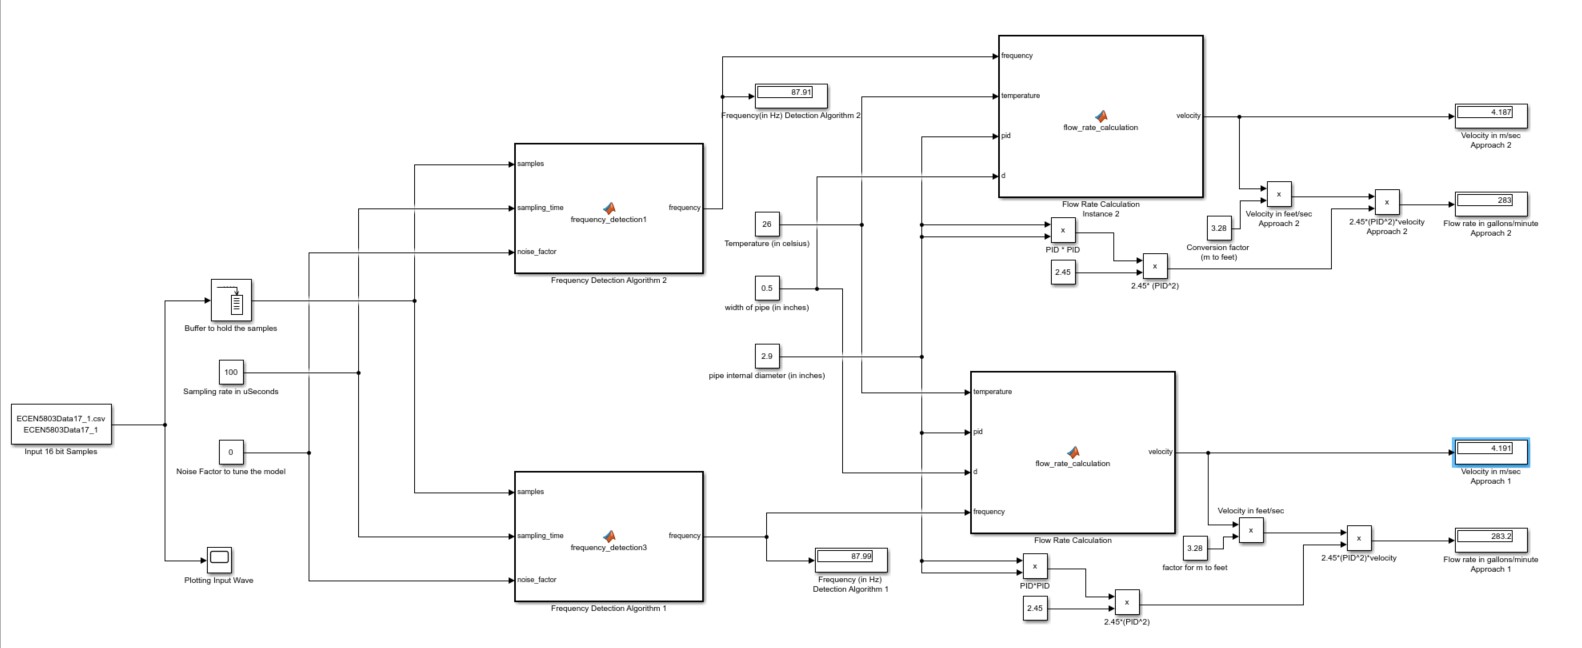 ECEN5803Data17_1.csv
ECEN5803Data17_1
Input 16 bit Samples
Buffer to hold the samples
100
Sampling rate in uSeconds
0
Noise Factor to tune the model
Plotting Input Wave
samples
sampling_time
noise_factor
frequency_detection1
frequency
Frequency Detection Algorithm 2
samples
sampling_time
noise_factor
frequency_detection3
frequency
Frequency Detection Algorithm 1
87.91
Frequency(in Hz) Detection Algorithm 2
26
Temperature (in celsius)
0.5
width of pipe (in inches)
2.9
pipe internal diameter (in inches)
87.99
Frequency (in Hz)
Detection Algorithm 1
frequency
temperature
pid
d
flow_rate_calculation
velocity
Flow Rate Calculation
Instance 2
x
PID * PID
2.45
x
2.45* (PID^2)
3.28
Conversion factor
(m to feet)
x
Velocity in feet/sec
Approach 2
x
2.45*(PID^2)*velocity
Approach 2
4.187
Velocity in m/sec
Approach 2
283
Flow rate in gallons/minute
Approach 2
temperature
pid
d
frequency
flow_rate_calculation
velocity
Flow Rate Calculation
x
PID*PID
2.45
x
2.45*(PID^2)
Velocity in feet/sec
x
3.28
factor for m to feet
x
2.45*(PID^2)*velocity
4.191
Velocity in m/sec
Approach 1
283.2
Flow rate in gallons/minute
Approach 1